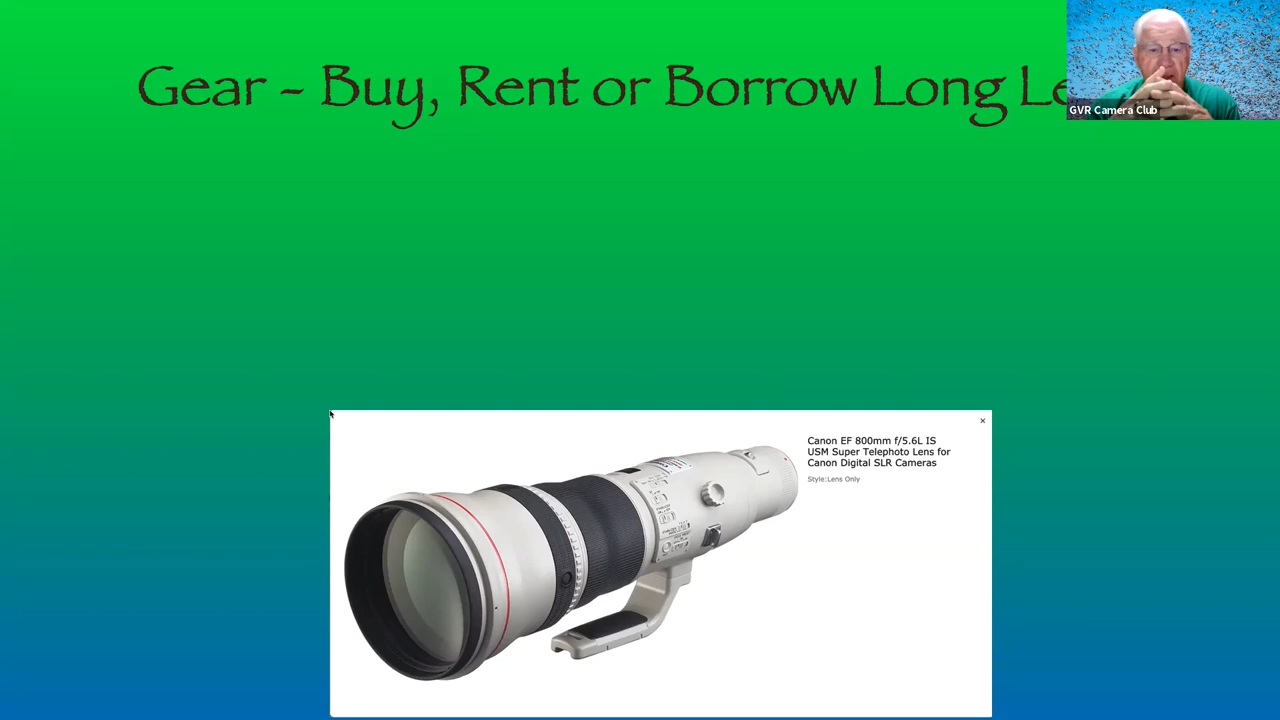 Gear - Buy, Rent or Borrow Long Le
GVR Camera Club
×
Canon EF 800mm f/5.6L IS
USM Super Telephoto Lens for
Canon Digital SLR Cameras
Style:Lens Only